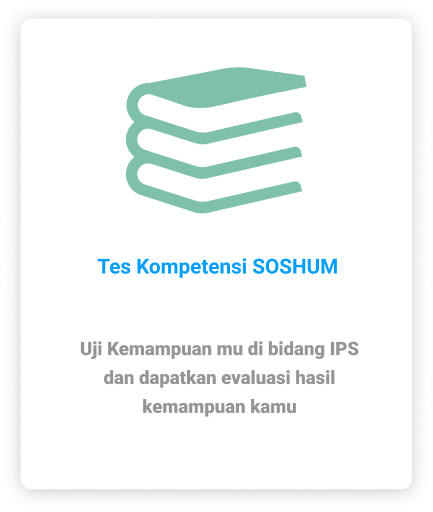 Tes Kompetensi SOSHUM
Uji Kemampuan mu di bidang IPS
dan dapatkan evaluasi hasil
kemampuan kamu